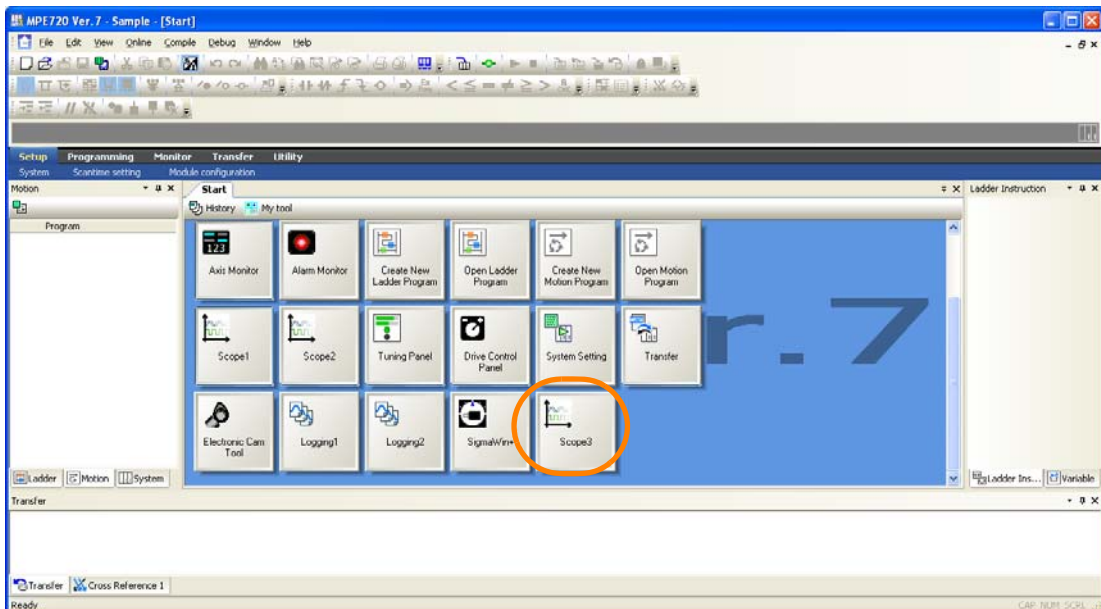 MPE720 Ver. 7 - Sample - [Start]
File Edit View Online Compile Debug Window Help
Setup Programming Monitor Transfer Utility
System Scantime setting Module configuration
Motion
Start
Ladder Instruction
History My tool
Program
123
Axis Monitor
Alarm Monitor
Create New Ladder Program
Open Ladder Program
Create New Motion Program
Open Motion Program
r.7
Scope1
Scope2
Tuning Panel
Drive Control Panel
System Setting
Transfer
Electronic Cam Tool
Logging1
Logging2
SigmaWin+
Scope3
Ladder Motion System
Ladder Ins... Variable
Transfer
Transfer Cross Reference 1
Ready
CAP NUM SCRL